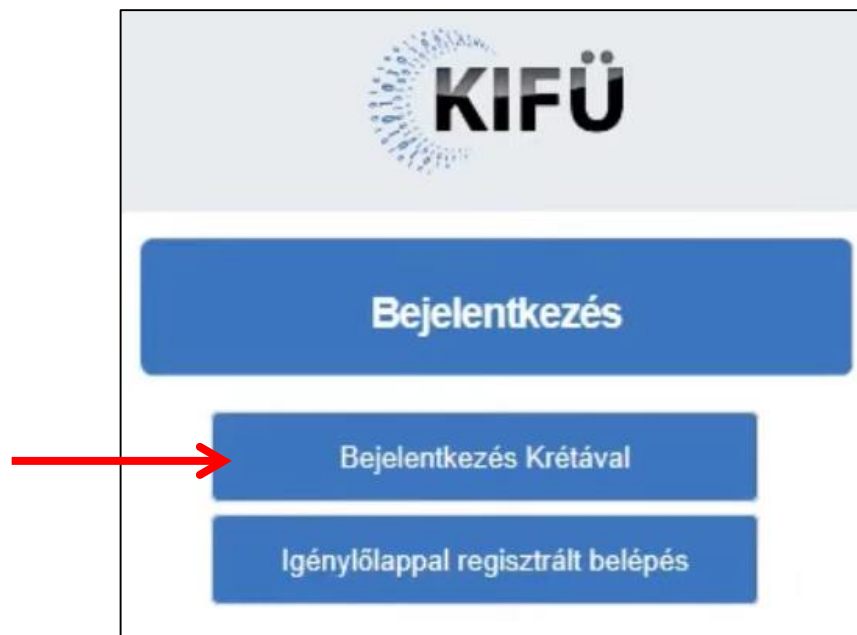 KIFÜ
Bejelentkezés
Bejelentkezés Krétával
Igénylőlappal regisztrált belépés